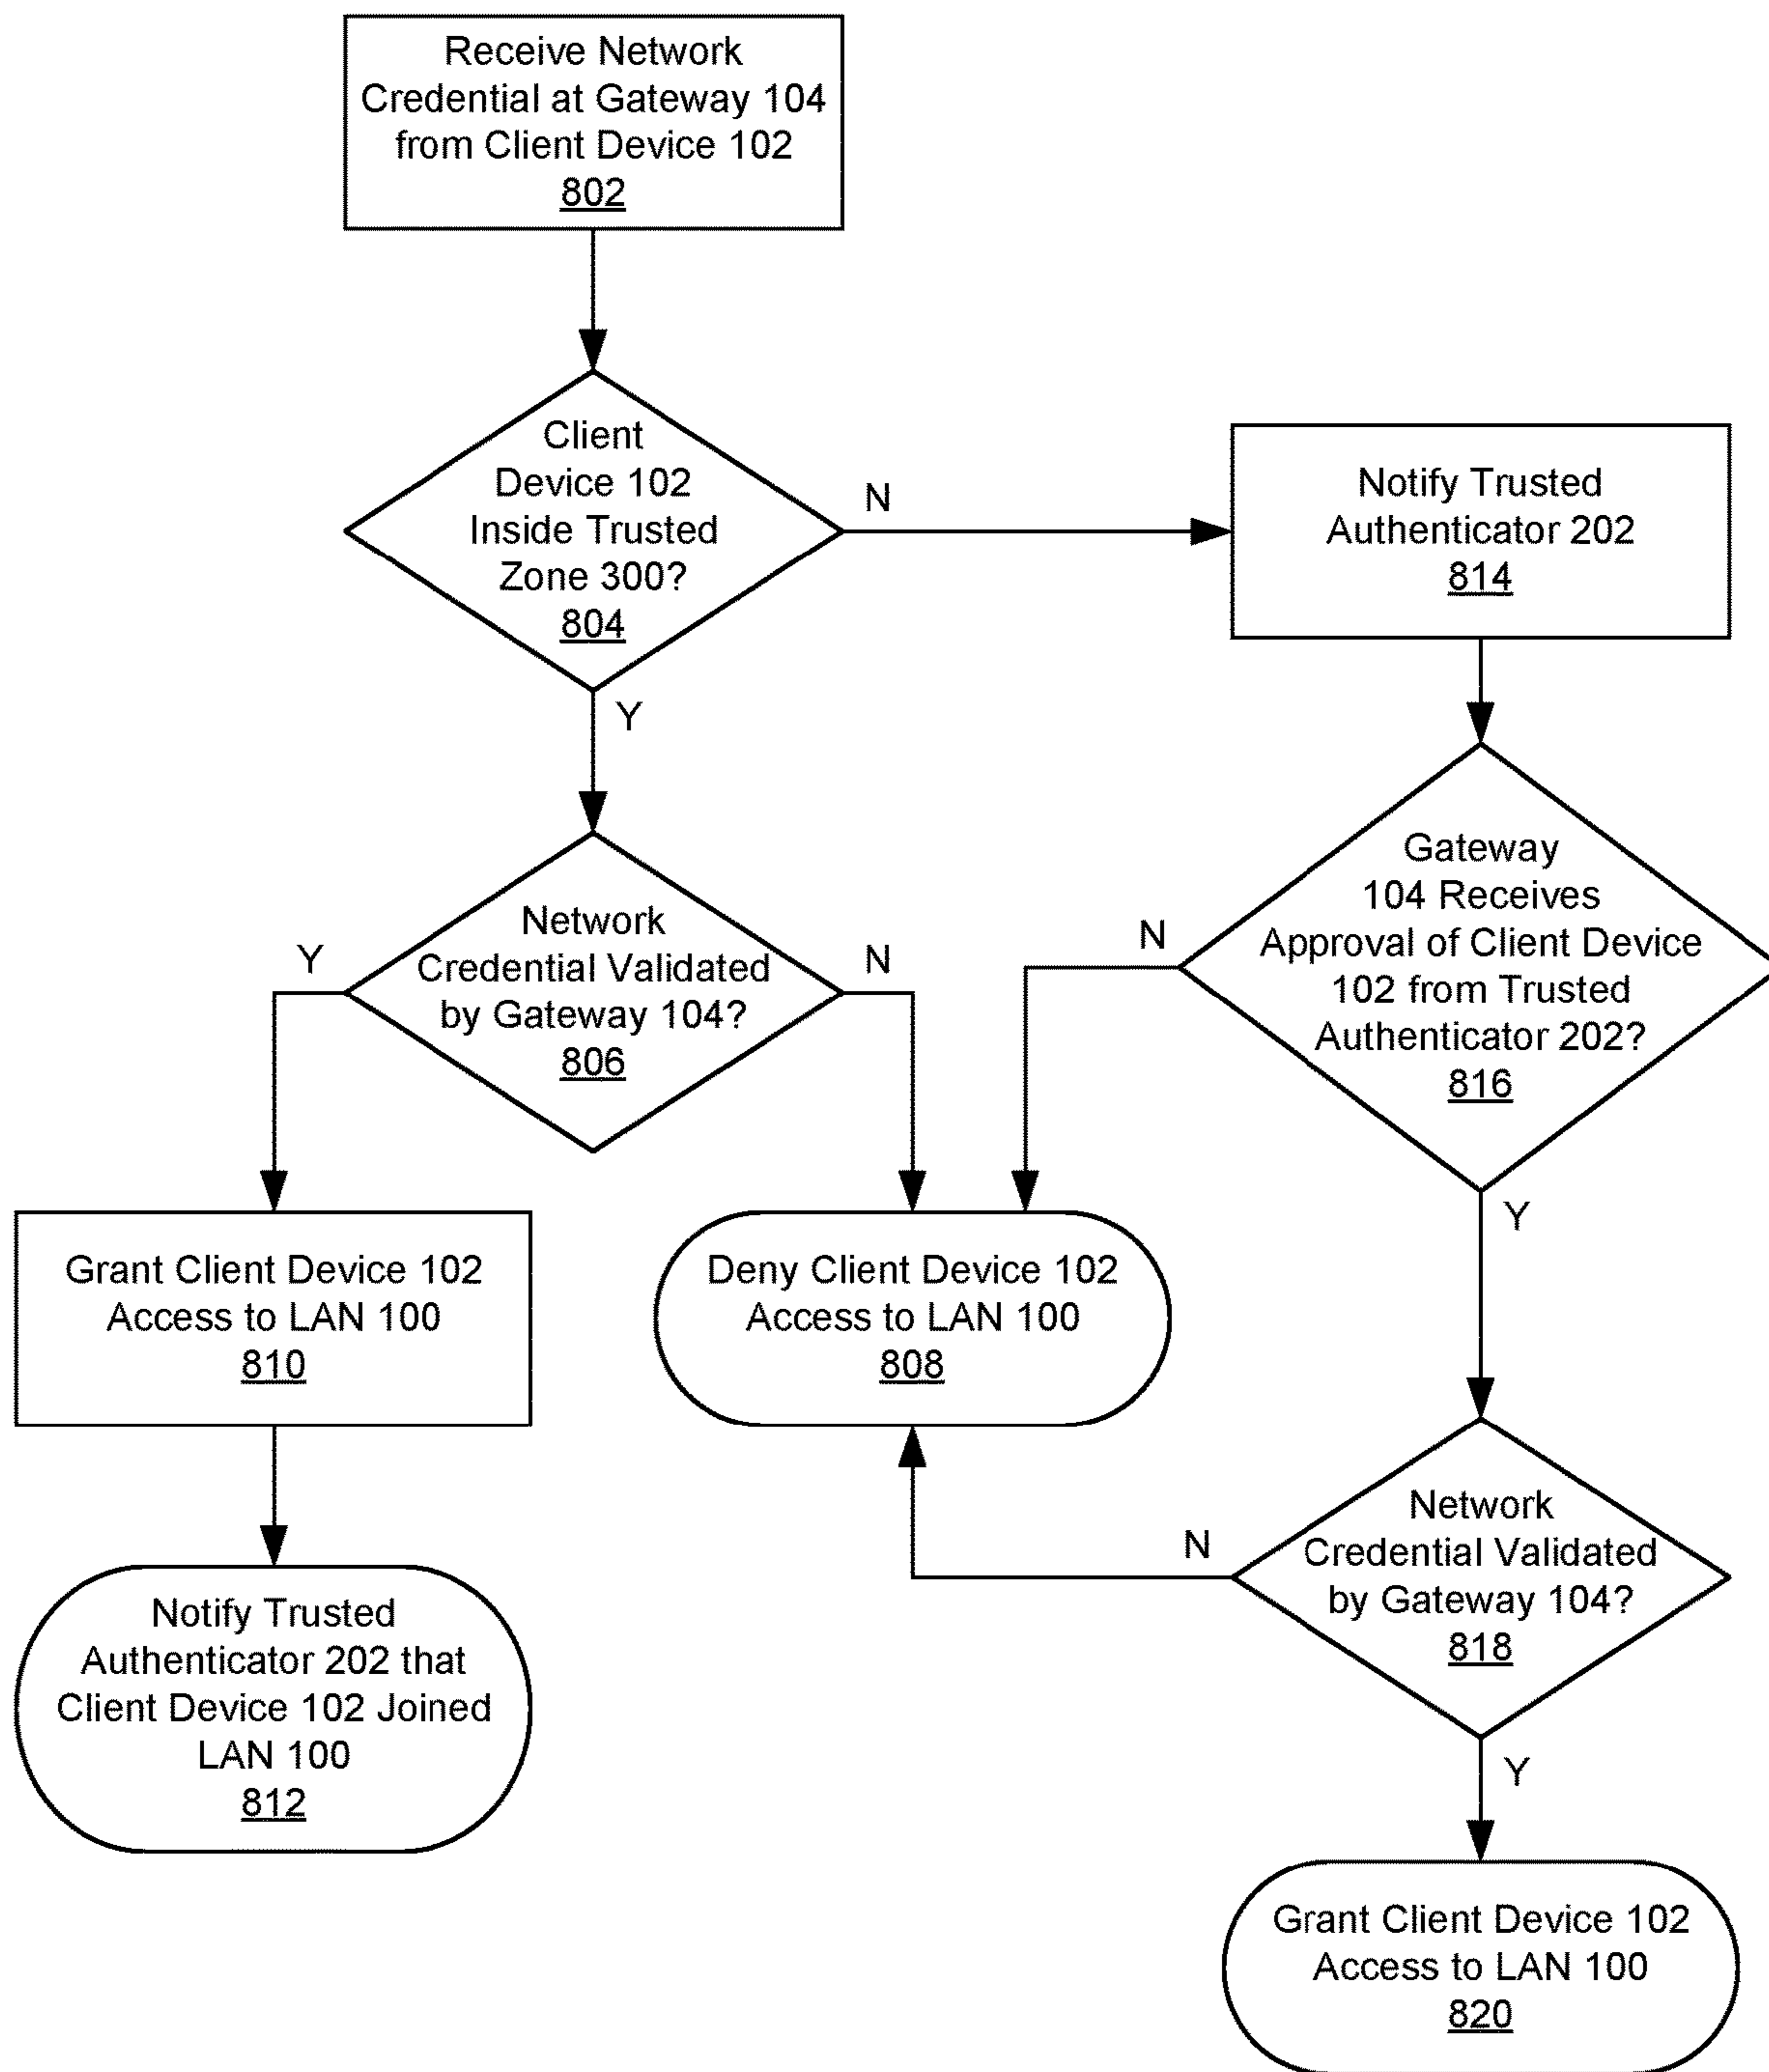 Receive Network
Credential at Gateway 104
from Client Device 102
802
Client
Device 102
Inside Trusted
Zone 300?
804
N
Y
Notify Trusted
Authenticator 202
814
Network
Credential Validated
by Gateway 104?
806
Y
N
Gateway
104 Receives
Approval of Client Device
102 from Trusted
Authenticator 202?
816
N
Y
Grant Client Device 102
Access to LAN 100
810
Deny Client Device 102
Access to LAN 100
808
Notify Trusted
Authenticator 202 that
Client Device 102 Joined
LAN 100
812
Network
Credential Validated
by Gateway 104?
818
N
Y
Grant Client Device 102
Access to LAN 100
820